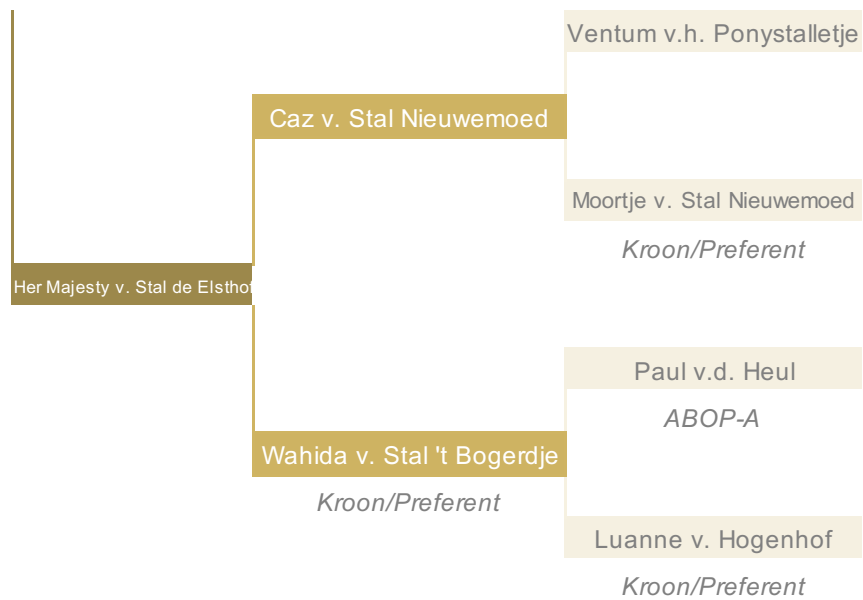 Ventum v.h. Ponystalletje
Caz v. Stal Nieuwemoed
Moortje v. Stal Nieuwemoed
Kroon/Preferent
Her Majesty v. Stal de Elsthof
Paul v.d. Heul
ABOP-A
Wahida v. Stal 't Bogerdje
Kroon/Preferent
Luanne v. Hogenhof
Kroon/Preferent